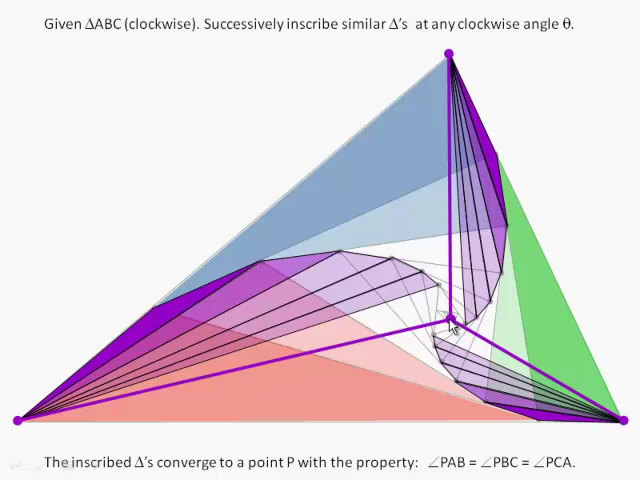 Given ΔABC (clockwise). Successively inscribe similar Δ's at any clockwise angle θ.
The inscribed Δ's converge to a point P with the property: ∠PAB = ∠PBC = ∠PCA.